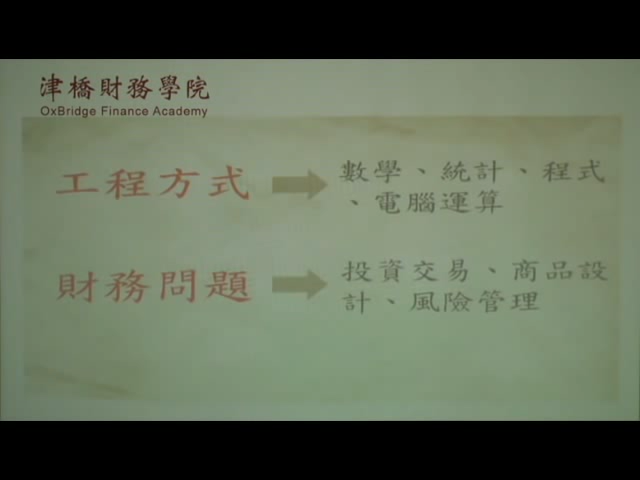 津橋財務學院
OxBridge Finance Academy
工程方式
數學、統計、程式
、電腦運算
財務問題
投資交易、商品設
計、風險管理